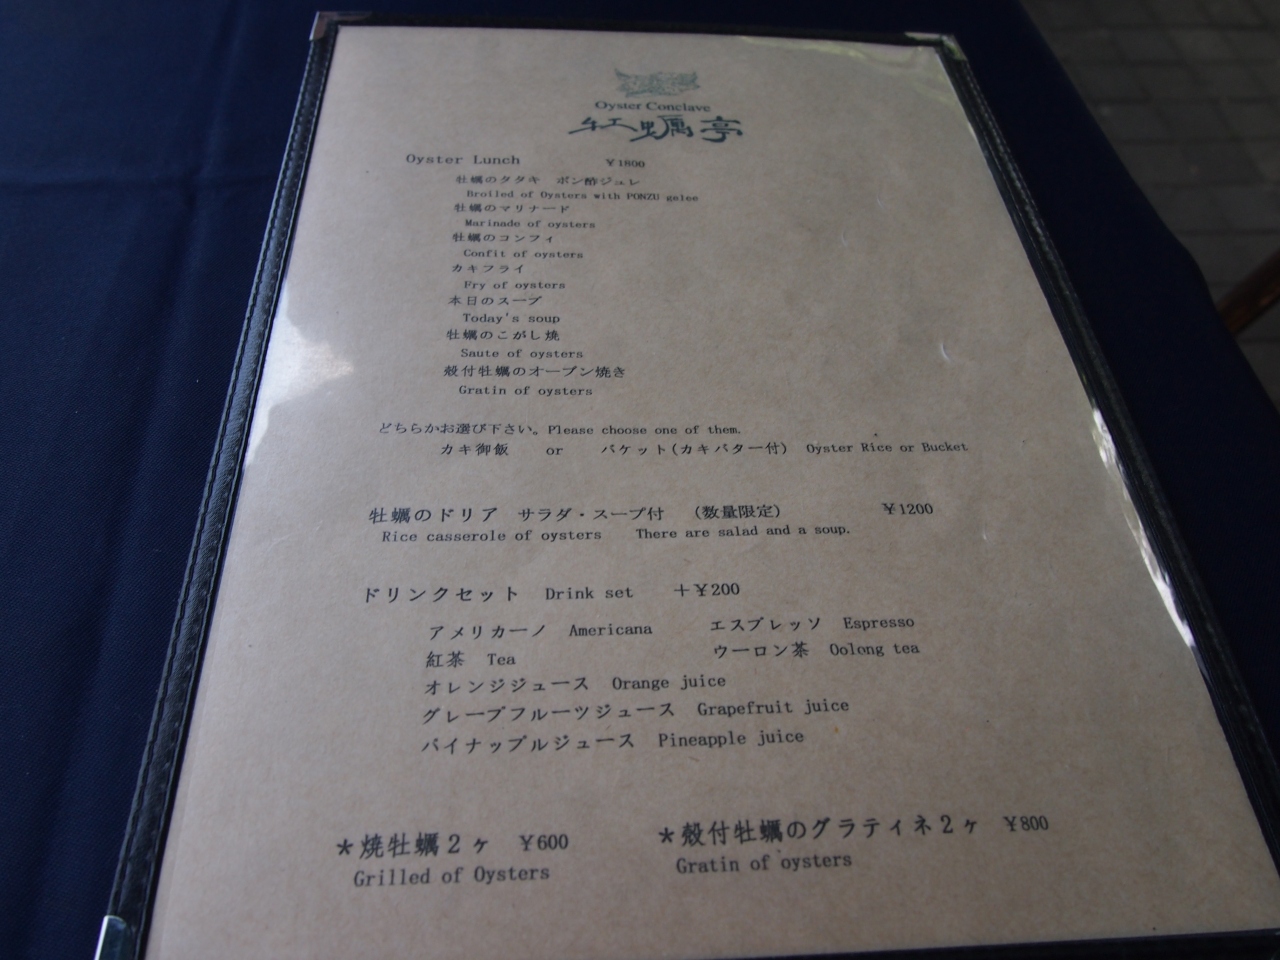 Oyster Conclave
牡蠣亭
Oyster Lunch ￥1800
牡蠣のタタキ ポン酢ジュレ
Broiled of Oysters with PONZU gelee
牡蠣のマリナード
Marinade of oysters
牡蠣のコンフィ
Confit of oysters
カキフライ
Fry of oysters
本日のスープ
Today's soup
牡蠣のこがし焼
Saute of oysters
殻付牡蠣のオーブン焼き
Gratin of oysters
どちらかお選び下さい。Please choose one of them.
カキ御飯 or バケット(カキバター付) Oyster Rice or Bucket
牡蠣のドリア サラダ・スープ付 (数量限定) ￥1200
Rice casserole of oysters There are salad and a soup.
ドリンクセット Drink set ＋￥200
アメリカーノ Americana エスプレッソ Espresso
紅茶 Tea ウーロン茶 Oolong tea
オレンジジュース Orange juice
グレープフルーツジュース Grapefruit juice
パイナップルジュース Pineapple juice
＊焼牡蠣２ヶ ￥600 ＊殻付牡蠣のグラティネ２ヶ ￥800
Grilled of Oysters Gratin of oysters